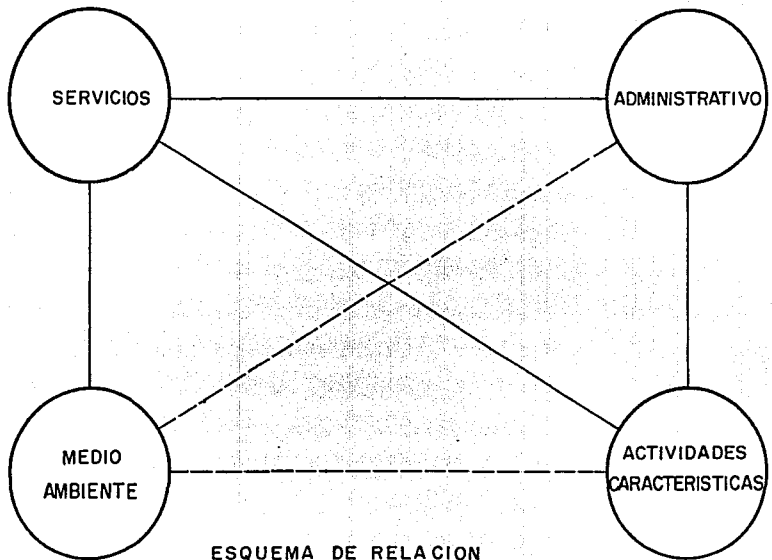 SERVICIOS
ADMINISTRATIVO
MEDIO
AMBIENTE
ACTIVIDADES
CARACTERISTICAS
ESQUEMA DE RELACION